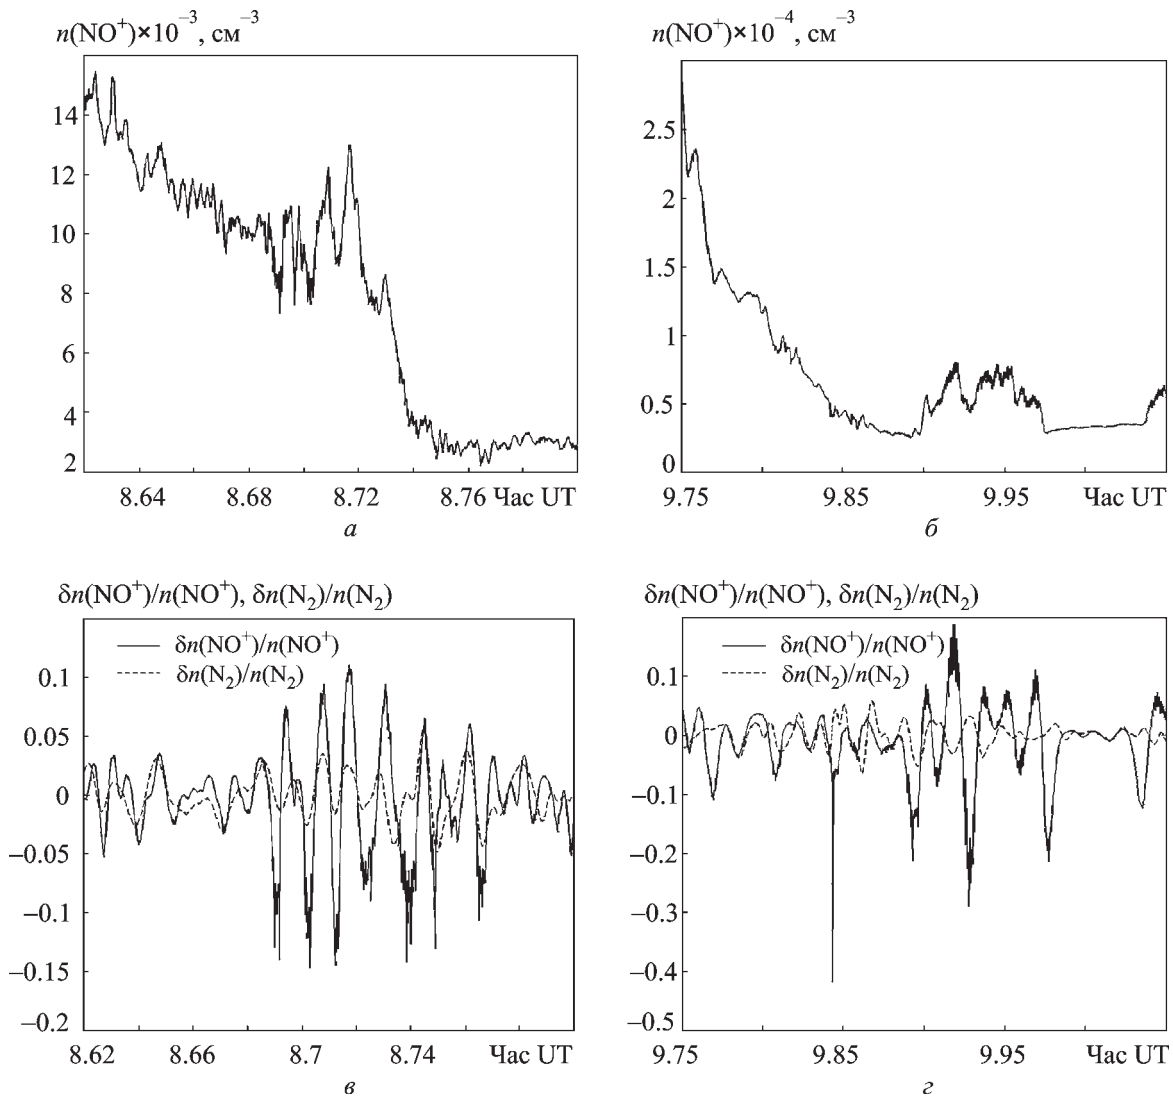 n(NO⁺)×10⁻³, см⁻³
14
12
10
8
6
4
2
8.64 8.68 8.72 8.76 Час UT
а
n(NO⁺)×10⁻⁴, см⁻³
2.5
2
1.5
1
0.5
0
9.75 9.85 9.95 Час UT
б
δn(NO⁺)/n(NO⁺), δn(N₂)/n(N₂)
δn(NO⁺)/n(NO⁺)
δn(N₂)/n(N₂)
0.1
0.05
0
–0.05
–0.1
–0.15
–0.2
8.62 8.66 8.7 8.74 Час UT
в
δn(NO⁺)/n(NO⁺), δn(N₂)/n(N₂)
δn(NO⁺)/n(NO⁺)
δn(N₂)/n(N₂)
0.1
0
–0.1
–0.2
–0.3
–0.4
–0.5
9.75 9.85 9.95 Час UT
г